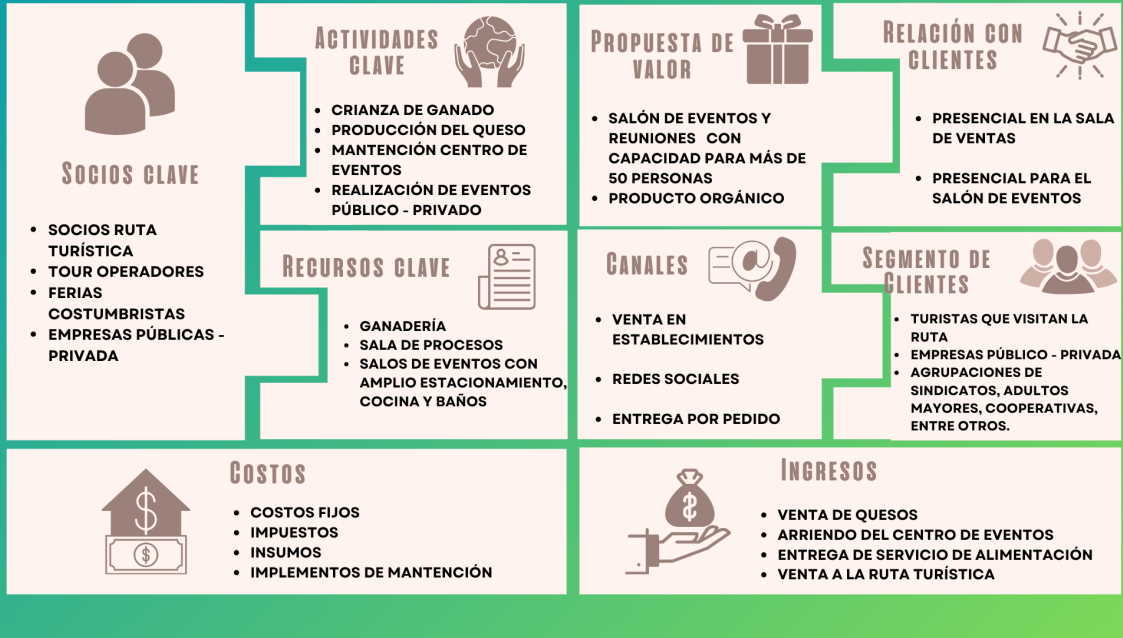 SOCIOS CLAVE
• SOCIOS RUTA
TURÍSTICA
• TOUR OPERADORES
• FERIAS
COSTUMBRISTAS
• EMPRESAS PÚBLICAS -
PRIVADA
ACTIVIDADES
CLAVE
• CRIANZA DE GANADO
• PRODUCCIÓN DEL QUESO
• MANTENCIÓN CENTRO DE
EVENTOS
• REALIZACIÓN DE EVENTOS
PÚBLICO - PRIVADO
RECURSOS CLAVE
• GANADERÍA
• SALA DE PROCESOS
• SALOS DE EVENTOS CON
AMPLIO ESTACIONAMIENTO,
COCINA Y BAÑOS
PROPUESTA DE
VALOR
• SALÓN DE EVENTOS Y
REUNIONES CON
CAPACIDAD PARA MÁS DE
50 PERSONAS
• PRODUCTO ORGÁNICO
CANALES
@
• VENTA EN
ESTABLECIMIENTOS
• REDES SOCIALES
• ENTREGA POR PEDIDO
RELACIÓN CON
CLIENTES
• PRESENCIAL EN LA SALA
DE VENTAS
• PRESENCIAL PARA EL
SALÓN DE EVENTOS
SEGMENTO DE
CLIENTES
• TURISTAS QUE VISITAN LA
RUTA
• EMPRESAS PÚBLICO - PRIVADA
• AGRUPACIONES DE
SINDICATOS, ADULTOS
MAYORES, COOPERATIVAS,
ENTRE OTROS.
COSTOS
$
$
• COSTOS FIJOS
• IMPUESTOS
• INSUMOS
• IMPLEMENTOS DE MANTENCIÓN
INGRESOS
$
• VENTA DE QUESOS
• ARRIENDO DEL CENTRO DE EVENTOS
• ENTREGA DE SERVICIO DE ALIMENTACIÓN
• VENTA A LA RUTA TURÍSTICA